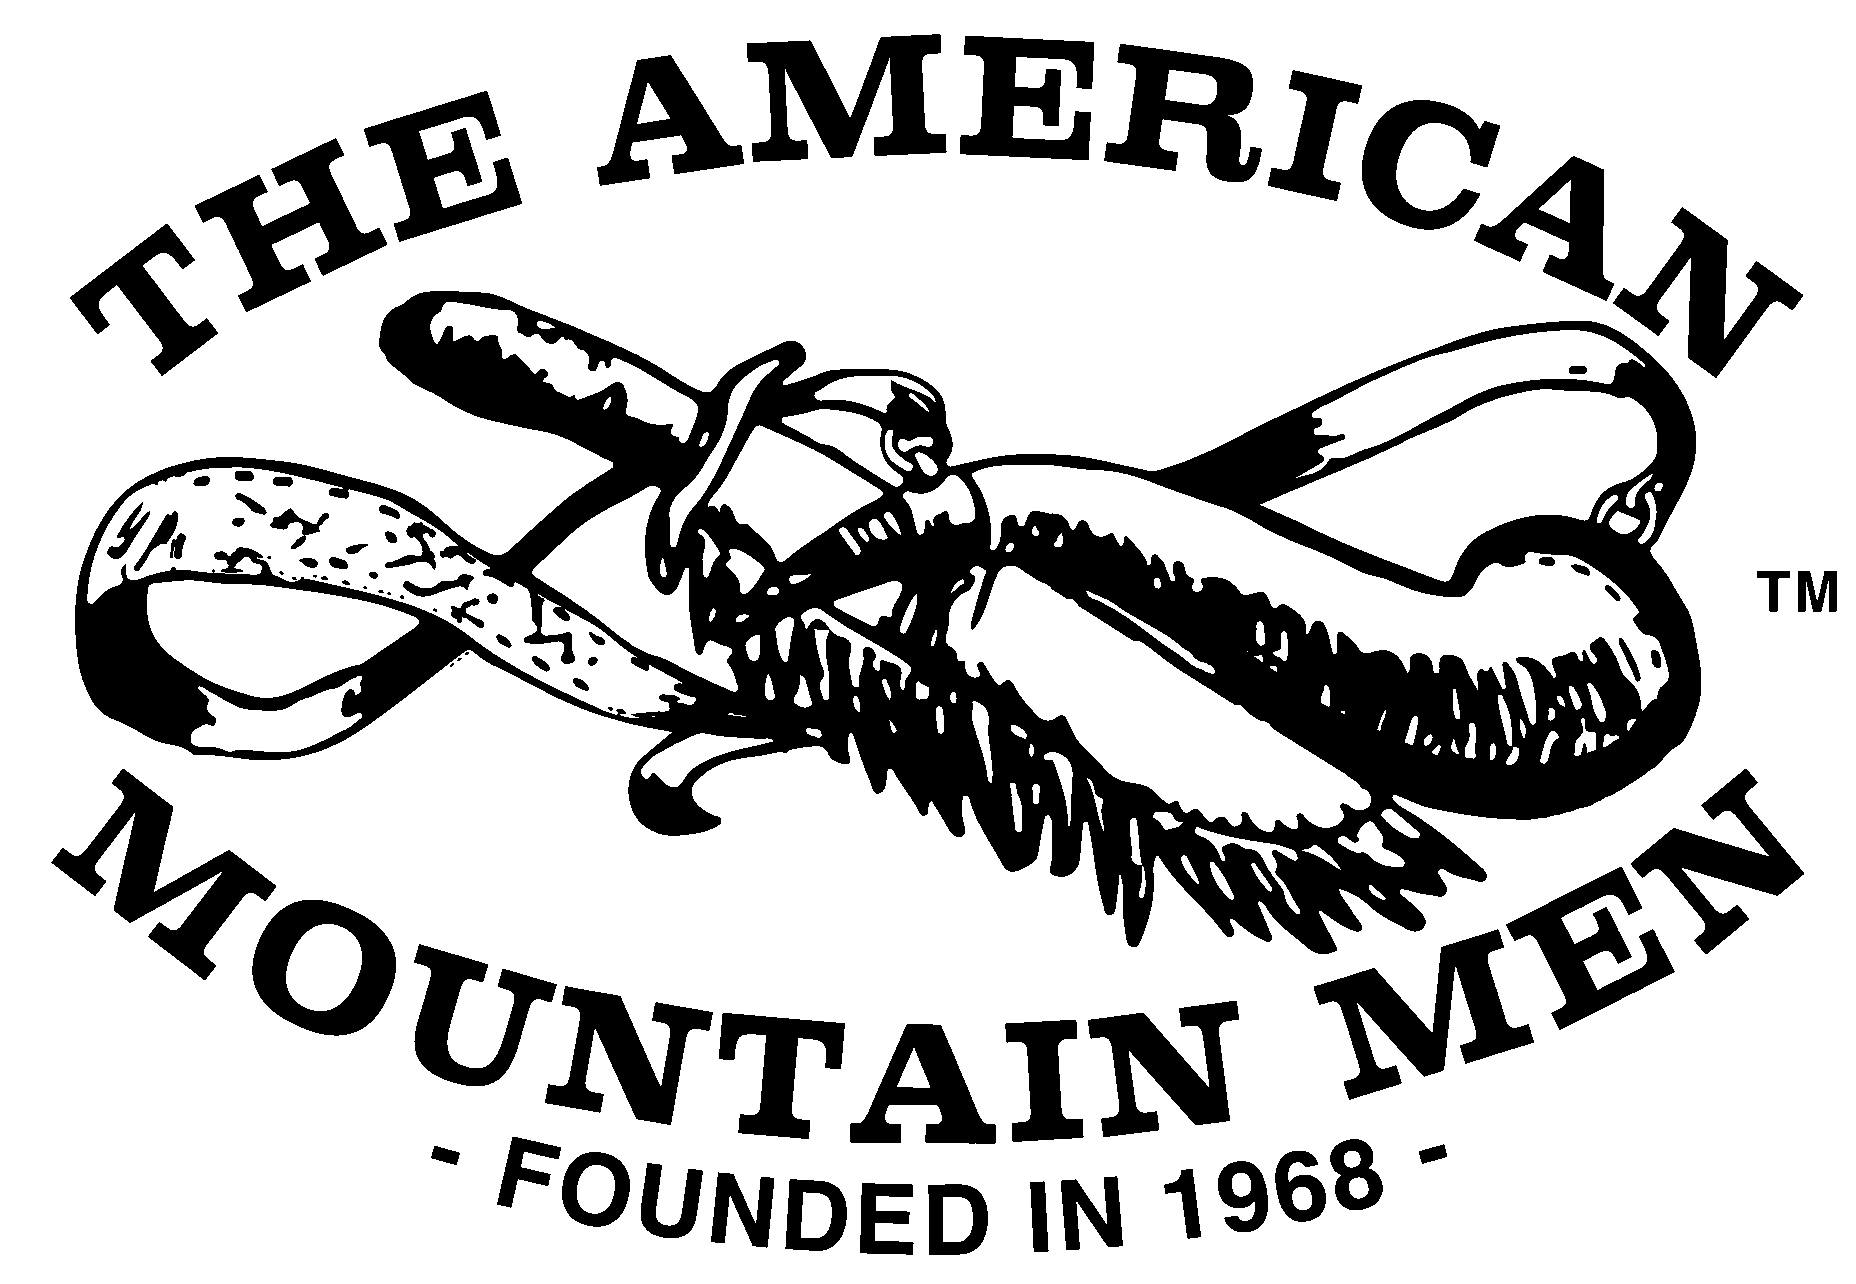 THE AMERICAN
TM
MOUNTAIN MEN
- FOUNDED IN 1968 -